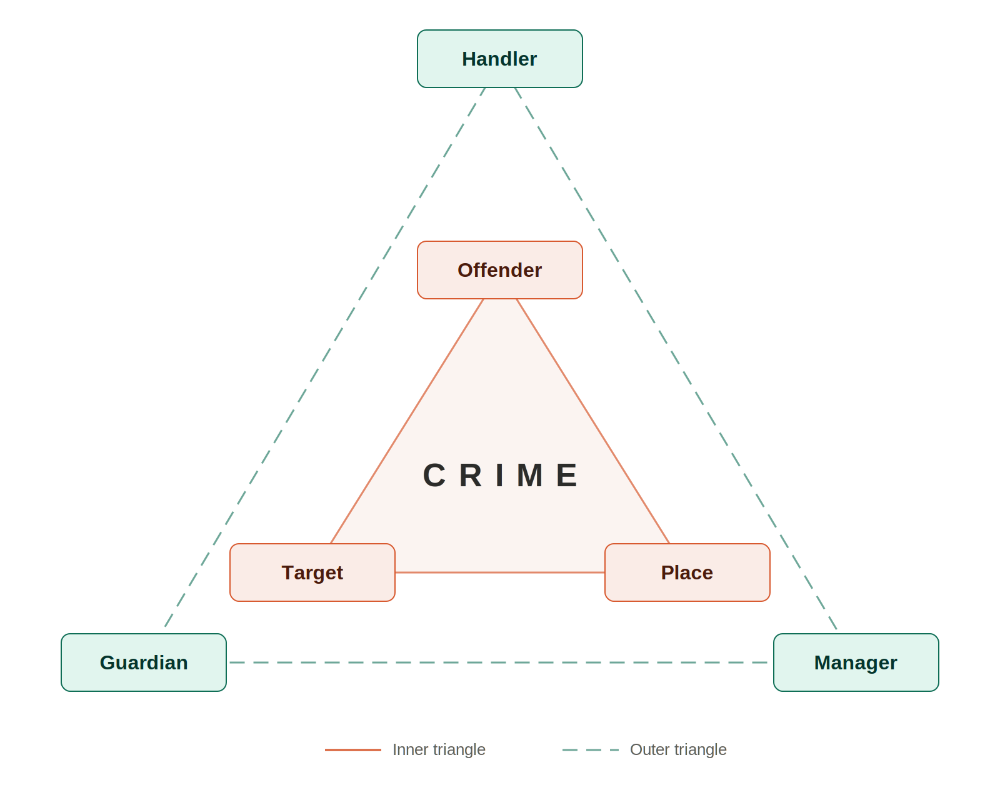 Handler
Offender
C R I M E
Target
Place
Guardian
Manager
Inner triangle
Outer triangle